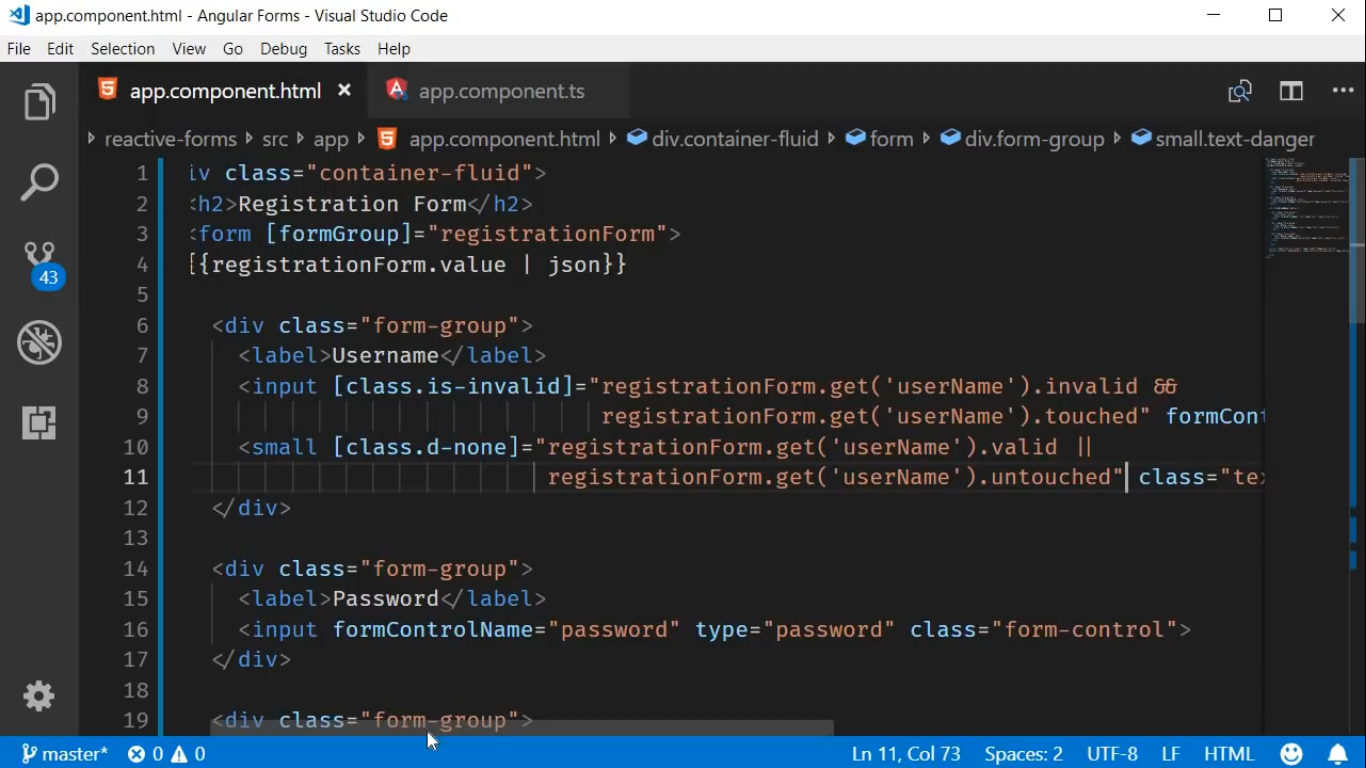 app.component.html - Angular Forms - Visual Studio Code
File Edit Selection View Go Debug Tasks Help
app.component.html app.component.ts
reactive-forms src app app.component.html div.container-fluid form div.form-group small.text-danger
1 iv class="container-fluid">
2 <h2>Registration Form</h2>
3 <form [formGroup]="registrationForm">
4 {{registrationForm.value | json}}
5
6 <div class="form-group">
7 <label>Username</label>
8 <input [class.is-invalid]="registrationForm.get('userName').invalid &&
9 registrationForm.get('userName').touched" formCont
10 <small [class.d-none]="registrationForm.get('userName').valid ||
11 registrationForm.get('userName').untouched" class="te
12 </div>
13
14 <div class="form-group">
15 <label>Password</label>
16 <input formControlName="password" type="password" class="form-control">
17 </div>
18
19 <div class="form-group">
43
master* 0 0 Ln 11, Col 73 Spaces: 2 UTF-8 LF HTML